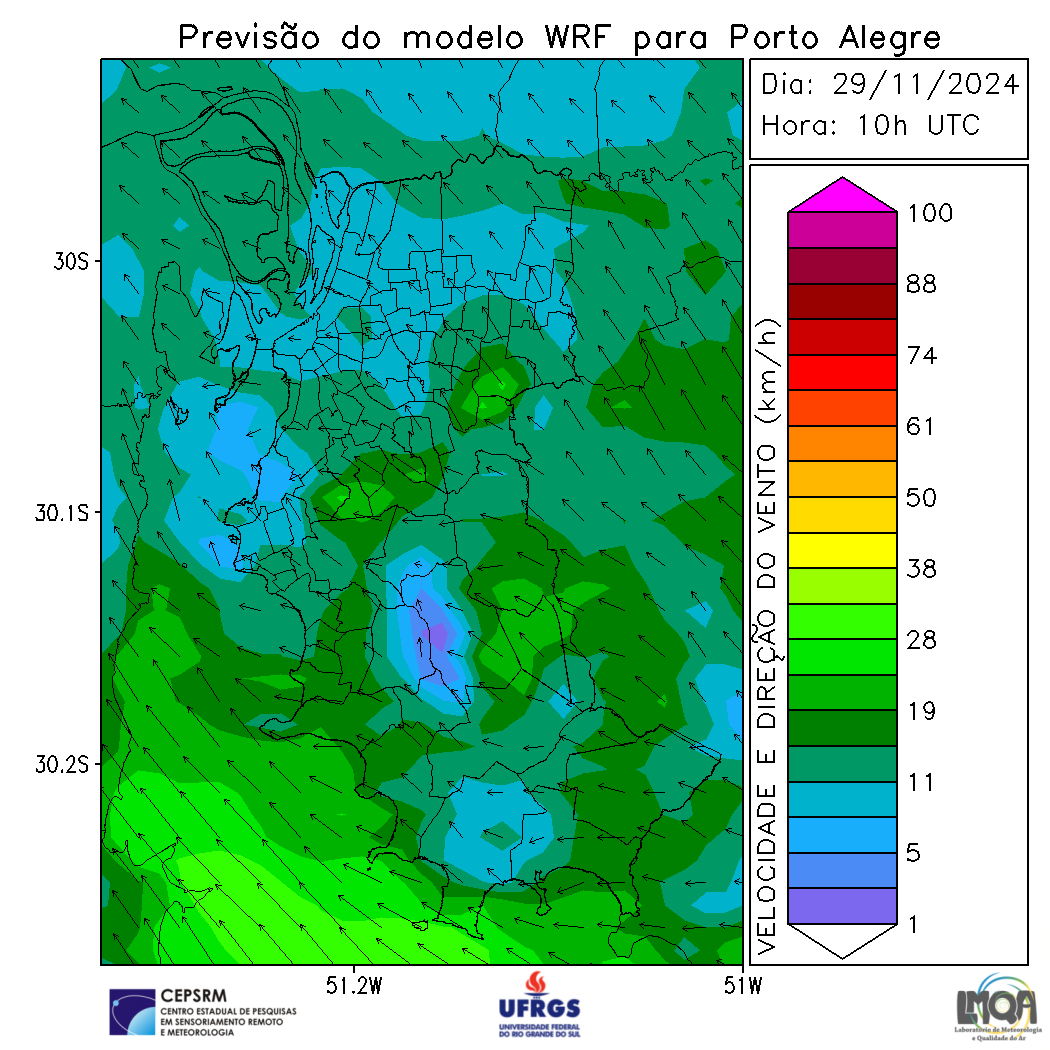 Previsão do modelo WRF para Porto Alegre
Dia: 29/11/2024
Hora: 10h UTC
30S
30.1S
30.2S
51.2W
51W
VELOCIDADE E DIREÇÃO DO VENTO (km/h)
100
88
74
61
50
38
28
19
11
5
1
CEPSRM
CENTRO ESTADUAL DE PESQUISAS
EM SENSORIAMENTO REMOTO
E METEOROLOGIA
UFRGS
UNIVERSIDADE FEDERAL
DO RIO GRANDE DO SUL
LMQA
Laboratório de Meteorologia
e Qualidade do Ar